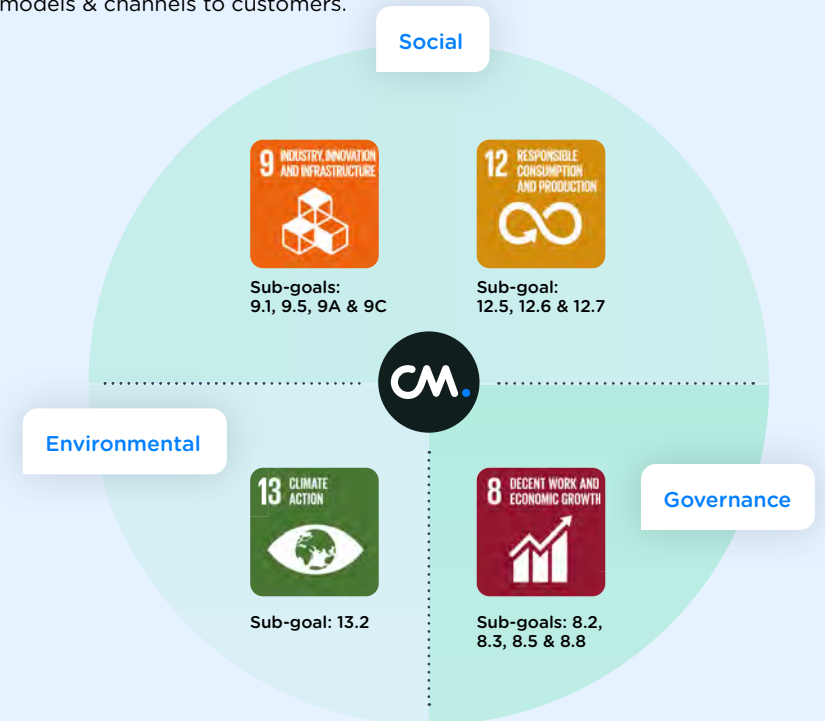 models & channels to customers.
Social
9 INDUSTRY, INNOVATION
AND INFRASTRUCTURE
12 RESPONSIBLE
CONSUMPTION
AND PRODUCTION
Sub-goals:
9.1, 9.5, 9A & 9C
Sub-goal:
12.5, 12.6 & 12.7
CM.
Environmental
Governance
13 CLIMATE
ACTION
8 DECENT WORK AND
ECONOMIC GROWTH
Sub-goal: 13.2
Sub-goals: 8.2,
8.3, 8.5 & 8.8